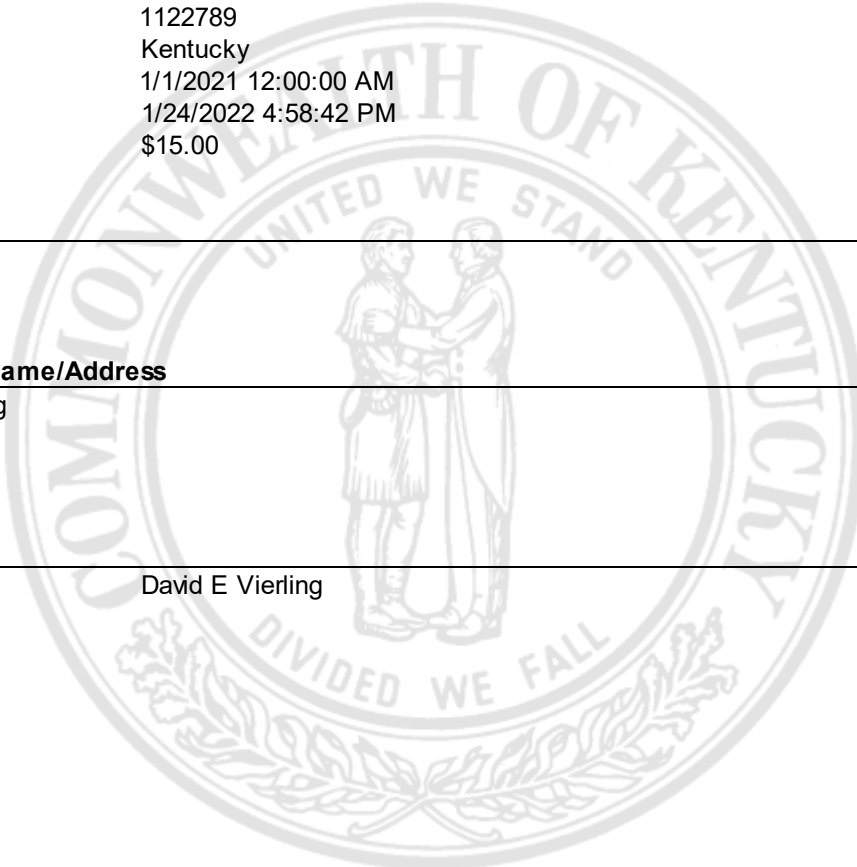 1122789
Kentucky
1/1/2021 12:00:00 AM
1/24/2022 4:58:42 PM
$15.00
COMMONWEALTH OF KENTUCKY
UNITED WE STAND
ame/Address
g
David E Vierling
DIVIDED WE FALL